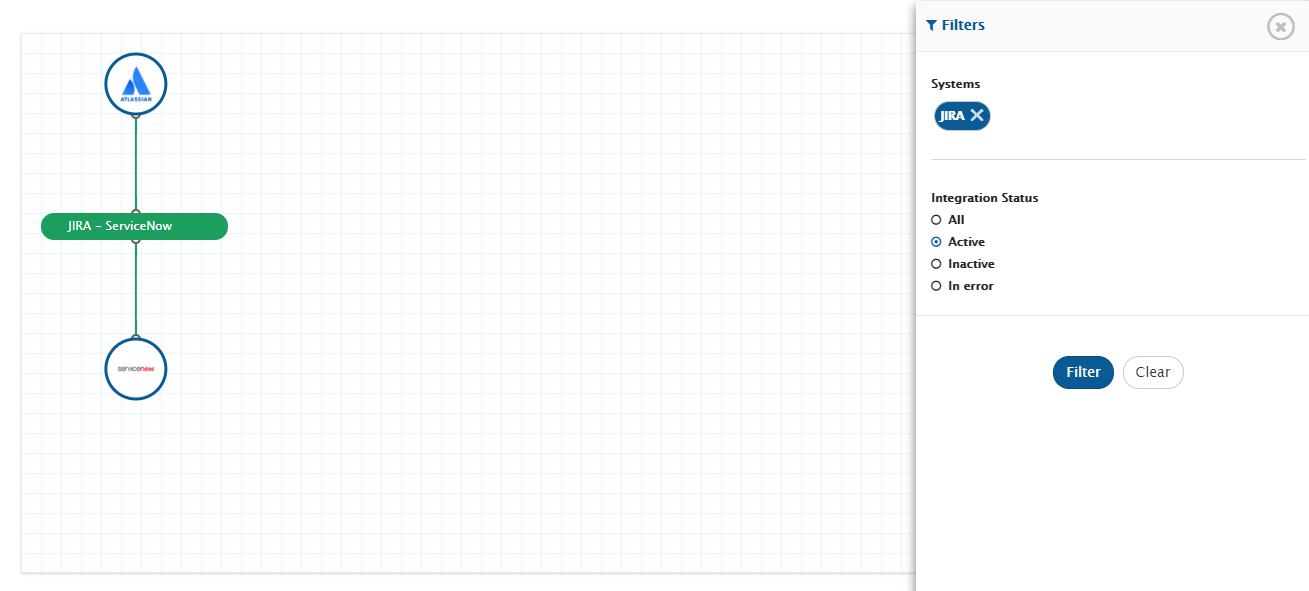 ATLASSIAN
JIRA – ServiceNow
servicenow
Filters
Systems
JIRA
Integration Status
All
Active
Inactive
In error
Filter
Clear